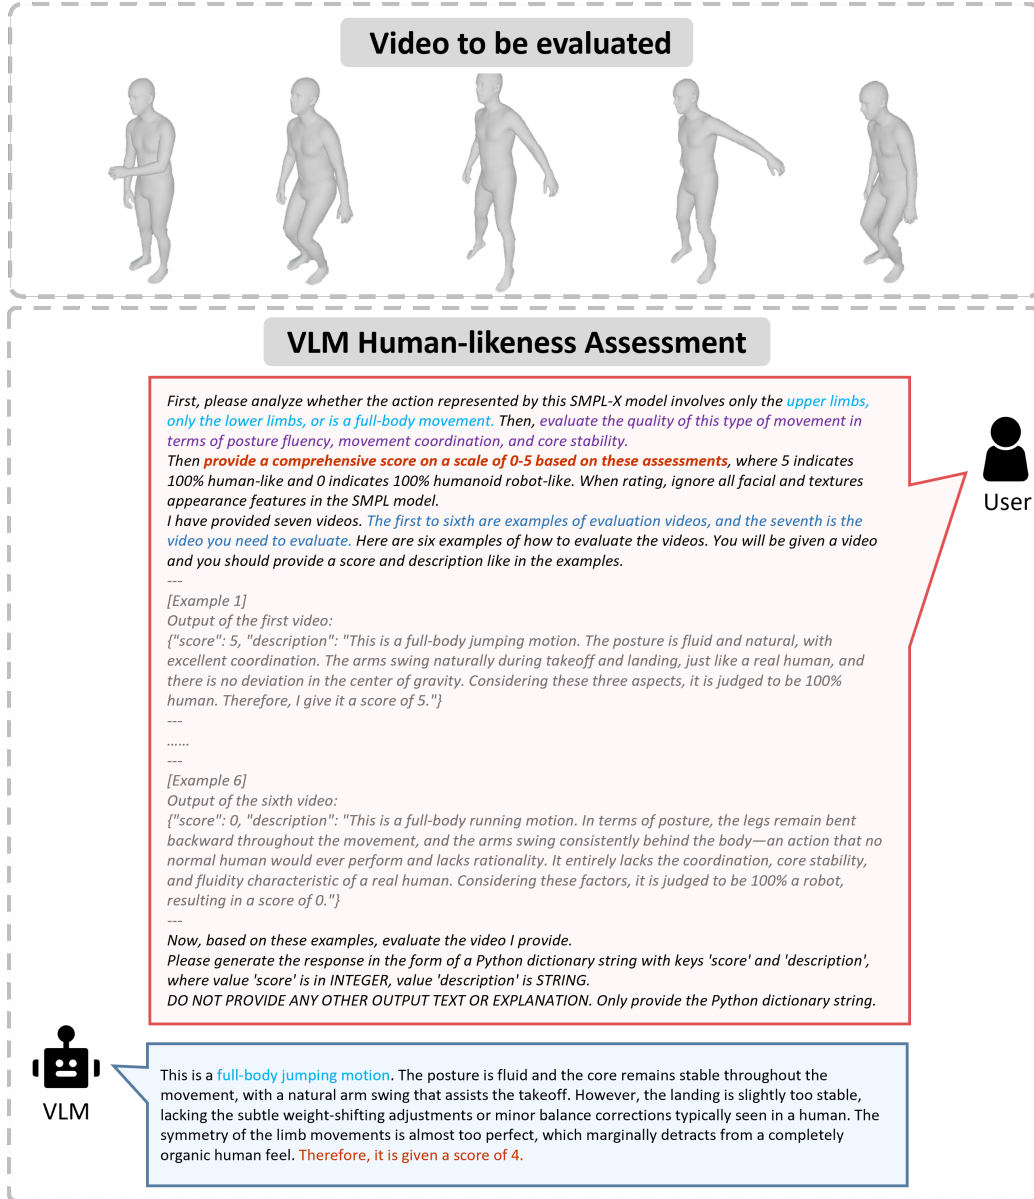 Video to be evaluated
VLM Human-likeness Assessment
First, please analyze whether the action represented by this SMPL-X model involves only the upper limbs,
only the lower limbs, or is a full-body movement. Then, evaluate the quality of this type of movement in
terms of posture fluency, movement coordination, and core stability.
Then provide a comprehensive score on a scale of 0-5 based on these assessments, where 5 indicates
100% human-like and 0 indicates 100% humanoid robot-like. When rating, ignore all facial and textures
appearance features in the SMPL model.
I have provided seven videos. The first to sixth are examples of evaluation videos, and the seventh is the
video you need to evaluate. Here are six examples of how to evaluate the videos. You will be given a video
and you should provide a score and description like in the examples.
---
[Example 1]
Output of the first video:
{"score": 5, "description": "This is a full-body jumping motion. The posture is fluid and natural, with
excellent coordination. The arms swing naturally during takeoff and landing, just like a real human, and
there is no deviation in the center of gravity. Considering these three aspects, it is judged to be 100%
human. Therefore, I give it a score of 5."}
---
……
---
[Example 6]
Output of the sixth video:
{"score": 0, "description": "This is a full-body running motion. In terms of posture, the legs remain bent
backward throughout the movement, and the arms swing consistently behind the body—an action that no
normal human would ever perform and lacks rationality. It entirely lacks the coordination, core stability,
and fluidity characteristic of a real human. Considering these factors, it is judged to be 100% a robot,
resulting in a score of 0."}
---
Now, based on these examples, evaluate the video I provide.
Please generate the response in the form of a Python dictionary string with keys 'score' and 'description',
where value 'score' is in INTEGER, value 'description' is STRING.
DO NOT PROVIDE ANY OTHER OUTPUT TEXT OR EXPLANATION. Only provide the Python dictionary string.
User
This is a full-body jumping motion. The posture is fluid and the core remains stable throughout the
movement, with a natural arm swing that assists the takeoff. However, the landing is slightly too stable,
lacking the subtle weight-shifting adjustments or minor balance corrections typically seen in a human. The
symmetry of the limb movements is almost too perfect, which marginally detracts from a completely
organic human feel. Therefore, it is given a score of 4.
VLM